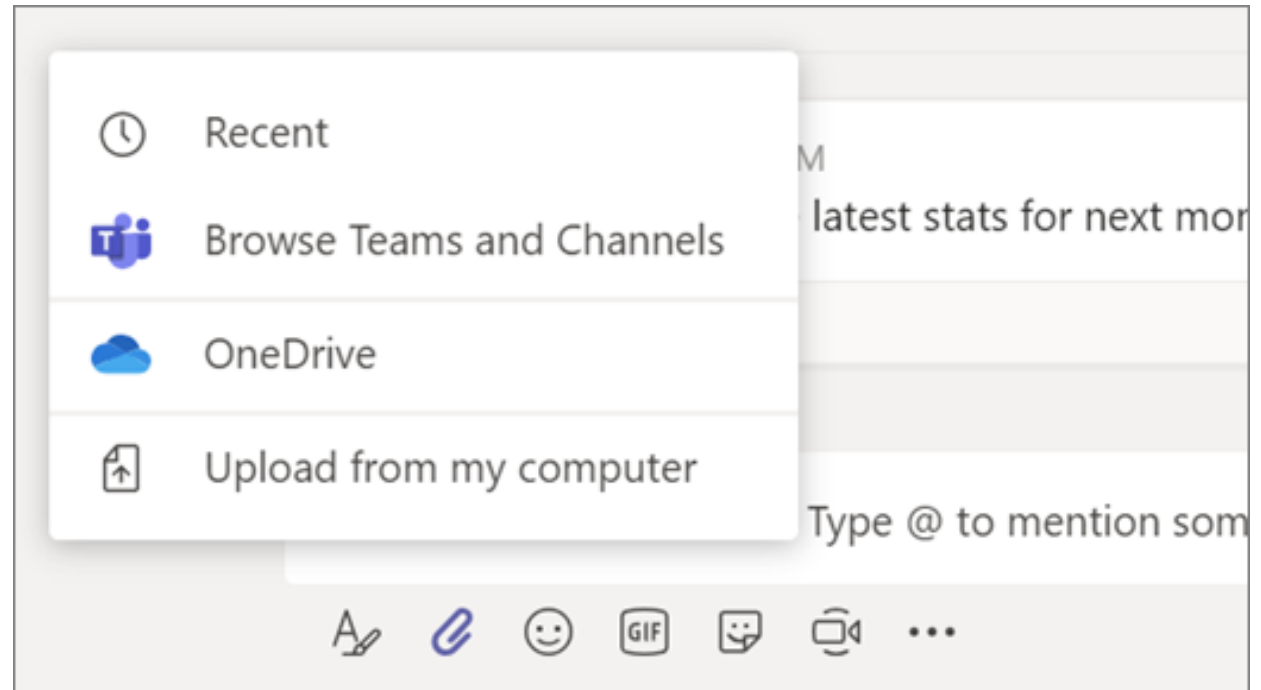 Recent
Browse Teams and Channels
OneDrive
Upload from my computer
M
latest stats for next mor
Type @ to mention som
GIF
T